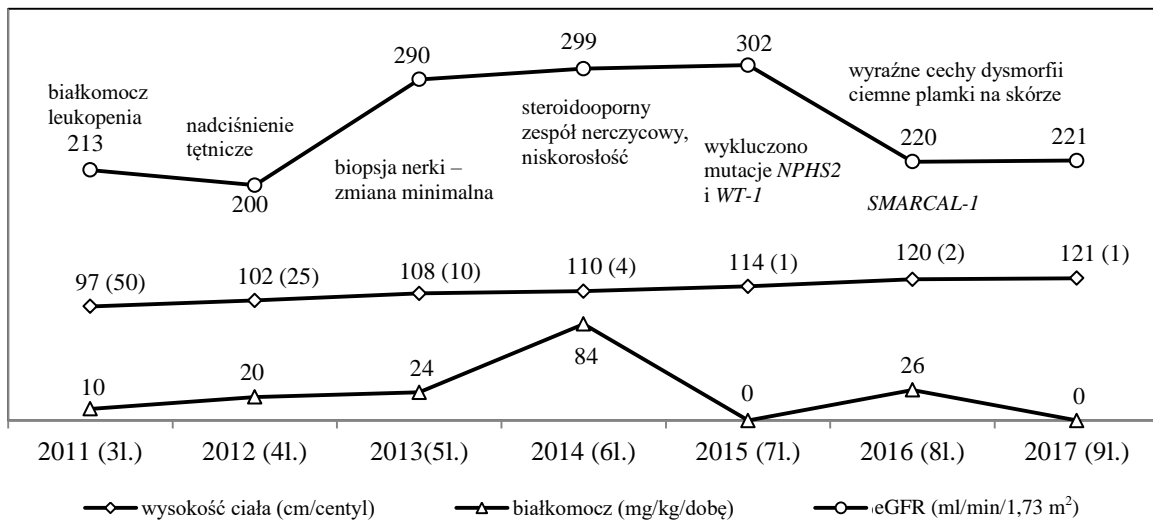 290
299
302
białkomocz
leukopenia
213
nadciśnienie
tętnicze
200
biopsja nerki –
zmiana minimalna
steroidooporny
zespół nerczycowy,
niskorosłość
wykluczono
mutacje NPHS2
i WT-1
wyraźne cechy dysmorfii
ciemne plamki na skórze
220
221
SMARCAL-1
97 (50)
102 (25)
108 (10)
110 (4)
114 (1)
120 (2)
121 (1)
10
20
24
84
0
26
0
2011 (3l.)
2012 (4l.)
2013(5l.)
2014 (6l.)
2015 (7l.)
2016 (8l.)
2017 (9l.)
wysokość ciała (cm/centyl)
białkomocz (mg/kg/dobę)
eGFR (ml/min/1,73 m²)